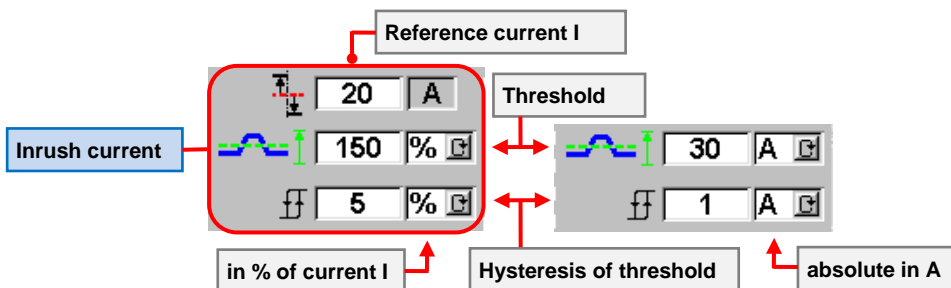 Reference current I
20 A
Threshold
Inrush current
150 %
30 A
5 %
1 A
in % of current I
Hysteresis of threshold
absolute in A